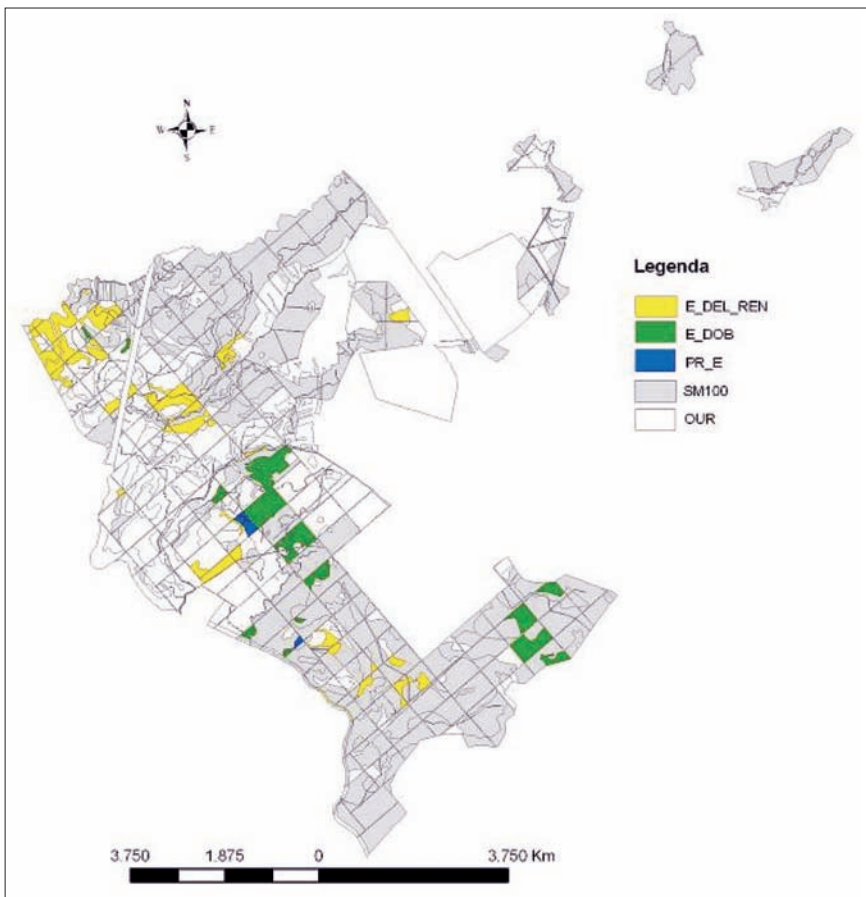 N
W E
S
Legenda
E_DEL_REN
E_DOB
PR_E
SM100
OUR
3.750 1.875 0 3.750 Km